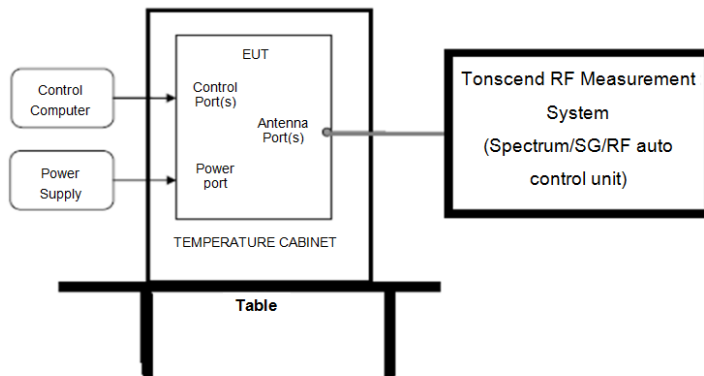 EUT
Control
Computer
Control
Port(s)
Antenna
Port(s)
Power
Supply
Power
port
TEMPERATURE CABINET
Table
Tonscend RF Measurement
System
(Spectrum/SG/RF auto
control unit)